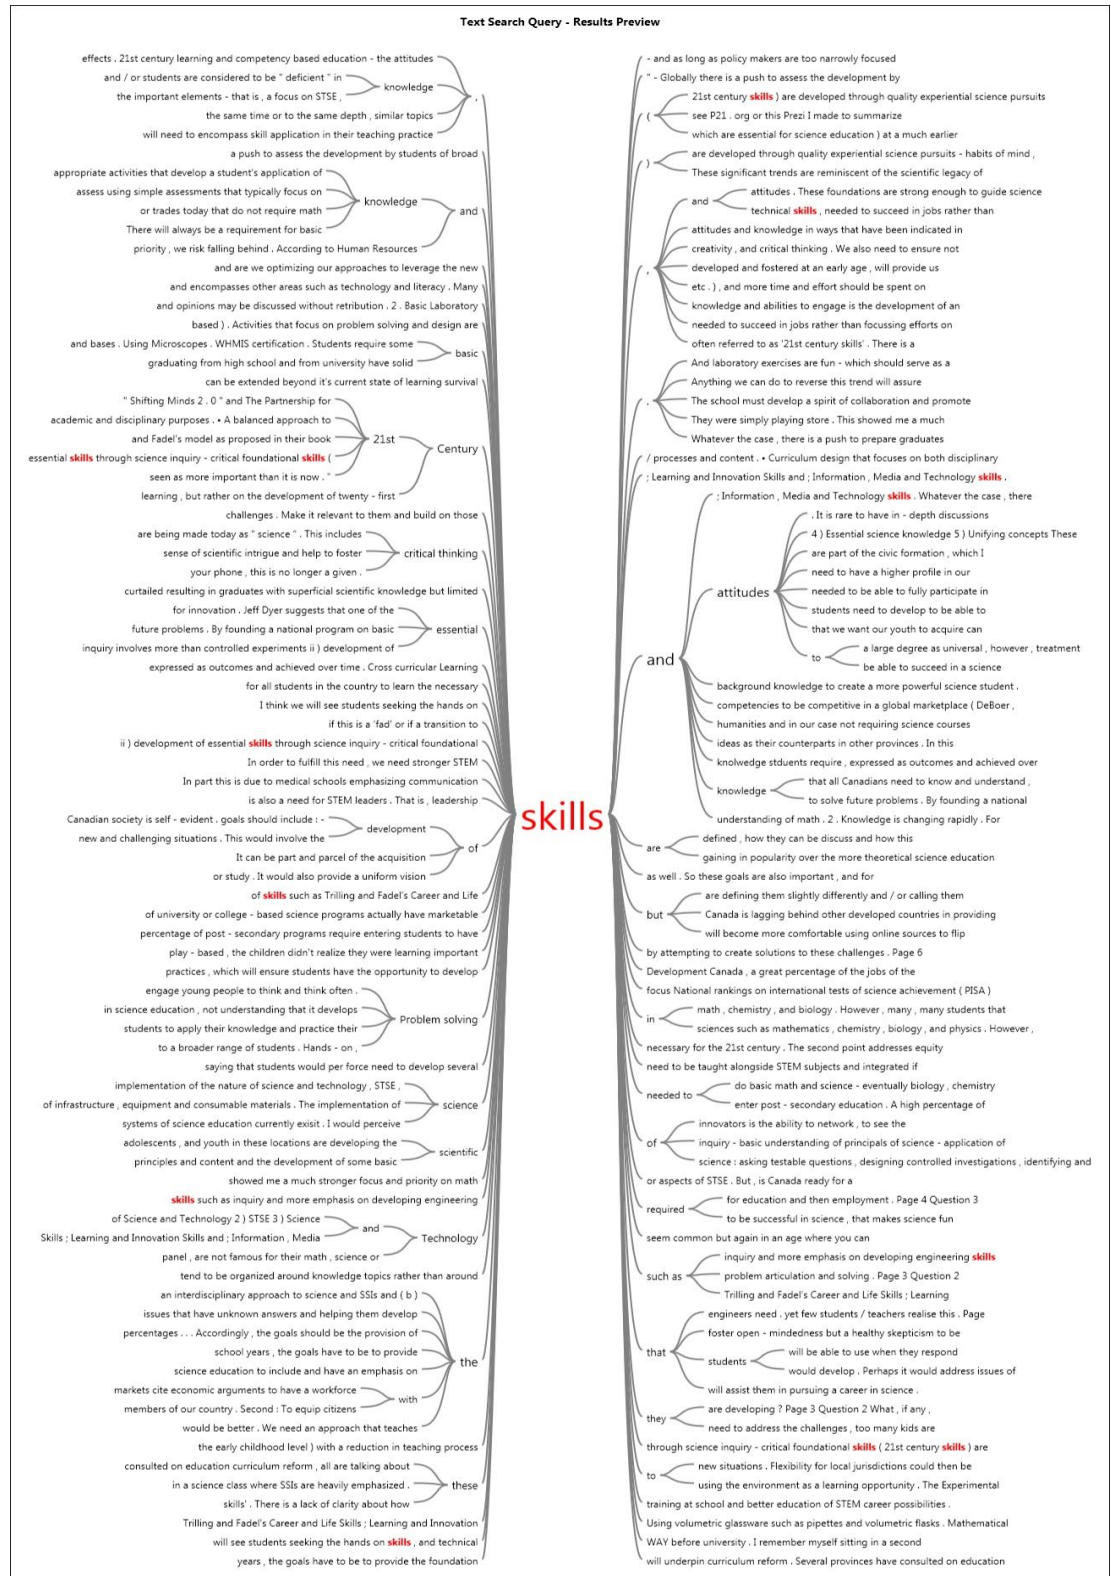 Text Search Query - Results Preview
effects . 21st century learning and competency based education - the attitudes
and / or students are considered to be " deficient " in
the important elements - that is , a focus on STSE ,
knowledge
the same time or to the same depth , similar topics
will need to encompass skill application in their teaching practice
,
a push to assess the development by students of broad
appropriate activities that develop a student's application of
assess using simple assessments that typically focus on
or trades today that do not require math
There will always be a requirement for basic
knowledge
priority , we risk falling behind . According to Human Resources
and
and are we optimizing our approaches to leverage the new
and encompasses other areas such as technology and literacy . Many
and opinions may be discussed without retribution . 2 . Basic Laboratory
based ) . Activities that focus on problem solving and design are
and bases . Using Microscopes . WHMIS certification . Students require some
graduating from high school and from university have solid
basic
can be extended beyond it's current state of learning survival
" Shifting Minds 2 . 0 " and The Partnership for
academic and disciplinary purposes . • A balanced approach to
and Fadel's model as proposed in their book
essential skills through science inquiry - critical foundational skills (
seen as more important than it is now . "
21st
learning , but rather on the development of twenty - first
Century
challenges . Make it relevant to them and build on those
are being made today as " science " . This includes
sense of scientific intrigue and help to foster
your phone , this is no longer a given .
critical thinking
curtailed resulting in graduates with superficial scientific knowledge but limited
for innovation . Jeff Dyer suggests that one of the
future problems . By founding a national program on basic
inquiry involves more than controlled experiments ii ) development of
essential
expressed as outcomes and achieved over time . Cross curricular Learning
for all students in the country to learn the necessary
I think we will see students seeking the hands on
if this is a 'fad' or if a transition to
ii ) development of essential skills through science inquiry - critical foundational
In order to fulfill this need , we need stronger STEM
In part this is due to medical schools emphasizing communication
is also a need for STEM leaders . That is , leadership
Canadian society is self - evident . goals should include : -
new and challenging situations . This would involve the
development
It can be part and parcel of the acquisition
or study . It would also provide a uniform vision
of
of skills such as Trilling and Fadel's Career and Life
of university or college - based science programs actually have marketable
percentage of post - secondary programs require entering students to have
play - based , the children didn't realize they were learning important
practices , which will ensure students have the opportunity to develop
engage young people to think and think often .
in science education , not understanding that it develops
students to apply their knowledge and practice their
to a broader range of students . Hands - on ,
Problem solving
saying that students would per force need to develop several
implementation of the nature of science and technology , STSE ,
of infrastructure , equipment and consumable materials . The implementation of
systems of science education currently exisit . I would perceive
science
adolescents , and youth in these locations are developing the
principles and content and the development of some basic
scientific
showed me a much stronger focus and priority on math
skills such as inquiry and more emphasis on developing engineering
of Science and Technology 2 ) STSE 3 ) Science
Skills ; Learning and Innovation Skills and ; Information , Media
and
panel , are not famous for their math , science or
Technology
tend to be organized around knowledge topics rather than around
an interdisciplinary approach to science and SSIs and ( b )
issues that have unknown answers and helping them develop
percentages . . . Accordingly , the goals should be the provision of
school years , the goals have to be to provide
science education to include and have an emphasis on
markets cite economic arguments to have a workforce
members of our country . Second : To equip citizens
with
would be better . We need an approach that teaches
the
the early childhood level ) with a reduction in teaching process
consulted on education curriculum reform , all are talking about
in a science class where SSIs are heavily emphasized .
skills' . There is a lack of clarity about how
these
Trilling and Fadel's Career and Life Skills ; Learning and Innovation
will see students seeking the hands on skills , and technical
years , the goals have to be to provide the foundation
skills
- and as long as policy makers are too narrowly focused
" - Globally there is a push to assess the development by
(
21st century skills ) are developed through quality experiential science pursuits
see P21 . org or this Prezi I made to summarize
which are essential for science education ) at a much earlier
)
are developed through quality experiential science pursuits - habits of mind ,
These significant trends are reminiscent of the scientific legacy of
,
and
attitudes . These foundations are strong enough to guide science
technical skills , needed to succeed in jobs rather than
attitudes and knowledge in ways that have been indicated in
creativity , and critical thinking . We also need to ensure not
developed and fostered at an early age , will provide us
etc . ) , and more time and effort should be spent on
knowledge and abilities to engage is the development of an
needed to succeed in jobs rather than focussing efforts on
often referred to as '21st century skills' . There is a
.
And laboratory exercises are fun - which should serve as a
Anything we can do to reverse this trend will assure
The school must develop a spirit of collaboration and promote
They were simply playing store . This showed me a much
Whatever the case , there is a push to prepare graduates
/ processes and content . • Curriculum design that focuses on both disciplinary
; Learning and Innovation Skills and ; Information , Media and Technology skills .
and
; Information , Media and Technology skills . Whatever the case , there
attitudes
. It is rare to have in - depth discussions
4 ) Essential science knowledge 5 ) Unifying concepts These
are part of the civic formation , which I
need to have a higher profile in our
needed to be able to fully participate in
students need to develop to be able to
that we want our youth to acquire can
to
a large degree as universal , however , treatment
be able to succeed in a science
background knowledge to create a more powerful science student .
competencies to be competitive in a global marketplace ( DeBoer ,
humanities and in our case not requiring science courses
ideas as their counterparts in other provinces . In this
knolwedge stduents require , expressed as outcomes and achieved over
knowledge
that all Canadians need to know and understand ,
to solve future problems . By founding a national
understanding of math . 2 . Knowledge is changing rapidly . For
are
defined , how they can be discuss and how this
gaining in popularity over the more theoretical science education
as well . So these goals are also important , and for
but
are defining them slightly differently and / or calling them
Canada is lagging behind other developed countries in providing
will become more comfortable using online sources to flip
by attempting to create solutions to these challenges . Page 6
Development Canada , a great percentage of the jobs of the
focus National rankings on international tests of science achievement ( PISA )
in
math , chemistry , and biology . However , many , many students that
sciences such as mathematics , chemistry , biology , and physics . However ,
necessary for the 21st century . The second point addresses equity
need to be taught alongside STEM subjects and integrated if
needed to
do basic math and science - eventually biology , chemistry
enter post - secondary education . A high percentage of
of
innovators is the ability to network , to see the
inquiry - basic understanding of principals of science - application of
science : asking testable questions , designing controlled investigations , identifying and
or aspects of STSE . But , is Canada ready for a
required
for education and then employment . Page 4 Question 3
to be successful in science , that makes science fun
seem common but again in an age where you can
such as
inquiry and more emphasis on developing engineering skills
problem articulation and solving . Page 3 Question 2
Trilling and Fadel's Career and Life Skills ; Learning
that
engineers need . yet few students / teachers realise this . Page
foster open - mindedness but a healthy skepticism to be
students
will be able to use when they respond
would develop . Perhaps it would address issues of
will assist them in pursuing a career in science .
they
are developing ? Page 3 Question 2 What , if any ,
need to address the challenges , too many kids are
through science inquiry - critical foundational skills ( 21st century skills ) are
to
new situations . Flexibility for local jurisdictions could then be
using the environment as a learning opportunity . The Experimental
training at school and better education of STEM career possibilities .
Using volumetric glassware such as pipettes and volumetric flasks . Mathematical
WAY before university . I remember myself sitting in a second
will underpin curriculum reform . Several provinces have consulted on education